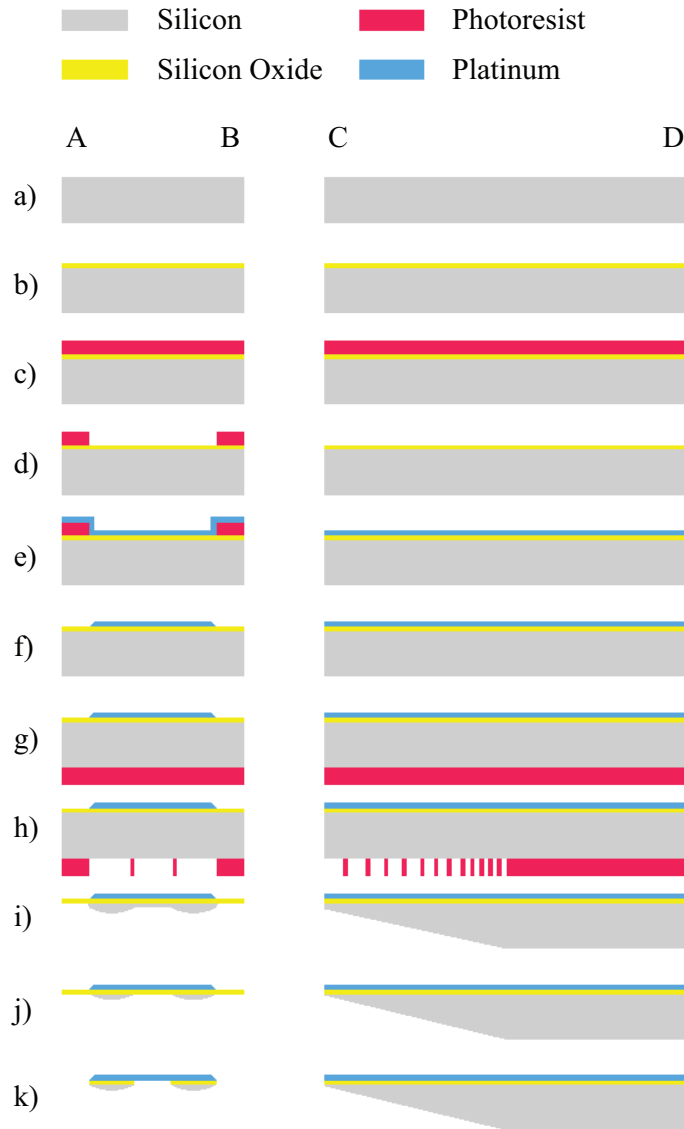 Silicon Photoresist
Silicon Oxide Platinum
A B C D
a)
b)
c)
d)
e)
f)
g)
h)
i)
j)
k)